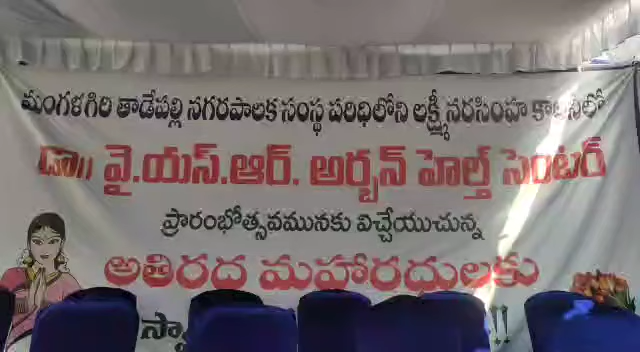 మంగళగిరి తాడేపల్లి నగరపాలక సంస్థ పరిధిలోని లక్ష్మీ నరసింహ కాలనీలో
డా॥ వై.యస్.ఆర్. అర్బన్ హెల్త్ సెంటర్
ప్రారంభోత్సవమునకు విచ్చేయుచున్న
అతిరద మహారధులకు
!!